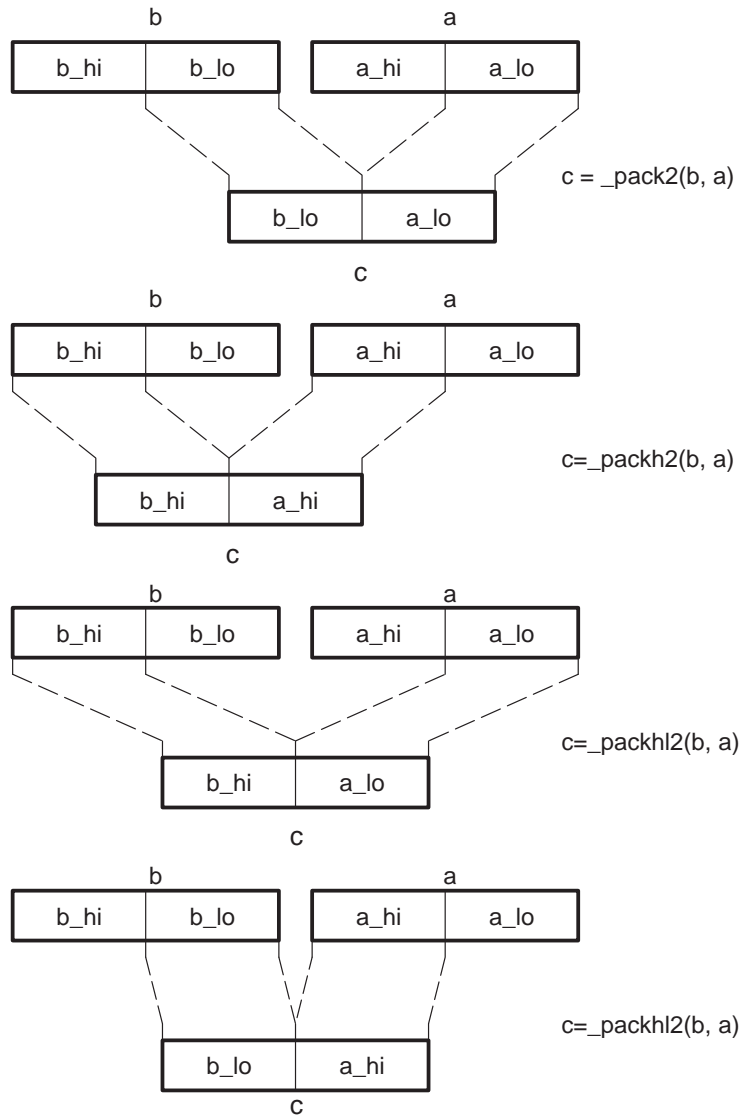 b a
b_hi b_lo a_hi a_lo
c = _pack2(b, a)
b_lo a_lo
c
b a
b_hi b_lo a_hi a_lo
c=_packh2(b, a)
b_hi a_hi
c
b a
b_hi b_lo a_hi a_lo
c=_packhl2(b, a)
b_hi a_lo
c
b a
b_hi b_lo a_hi a_lo
c=_packhl2(b, a)
b_lo a_hi
c